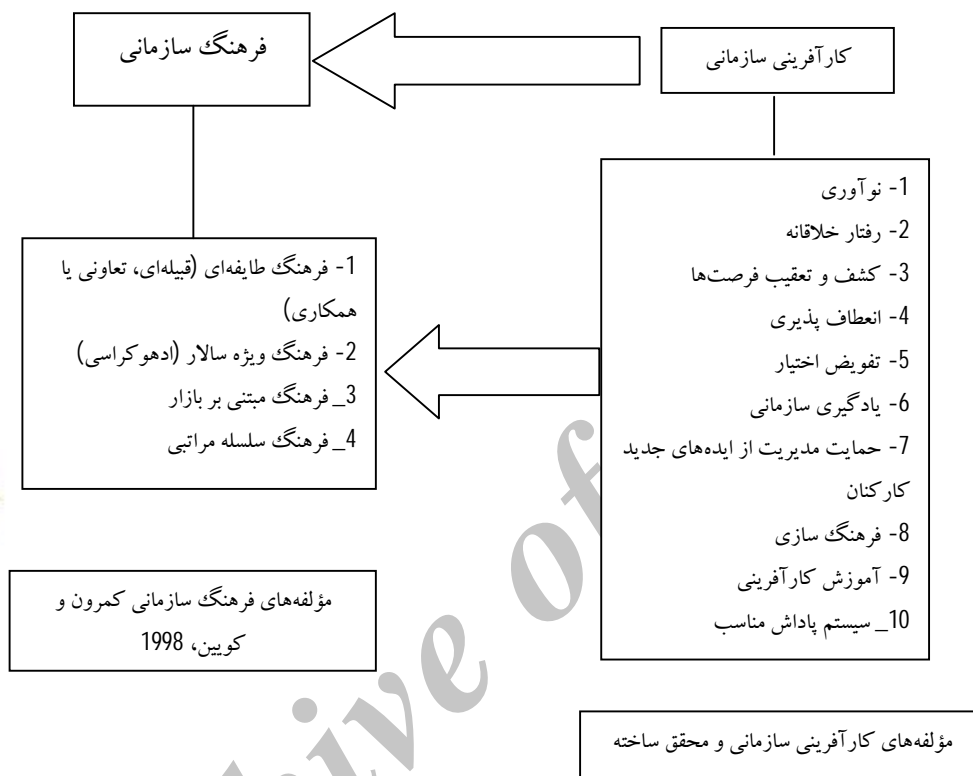 کارآفرینی سازمانی
فرهنگ سازمانی
1- نوآوری
2- رفتار خلاقانه
3- کشف و تعقیب فرصت‌ها
4- انعطاف پذیری
5- تفویض اختیار
6- یادگیری سازمانی
7- حمایت مدیریت از ایده‌های جدید
کارکنان
8- فرهنگ سازی
9- آموزش کارآفرینی
10_ سیستم پاداش مناسب
1- فرهنگ طایفه‌ای (قبیله‌ای، تعاونی یا
همکاری)
2- فرهنگ ویژه سالار (ادهوکراسی)
3_ فرهنگ مبتنی بر بازار
4_ فرهنگ سلسله مراتبی
مؤلفه‌های فرهنگ سازمانی کمرون و
کویین، 1998
مؤلفه‌های کارآفرینی سازمانی و محقق ساخته
ive of